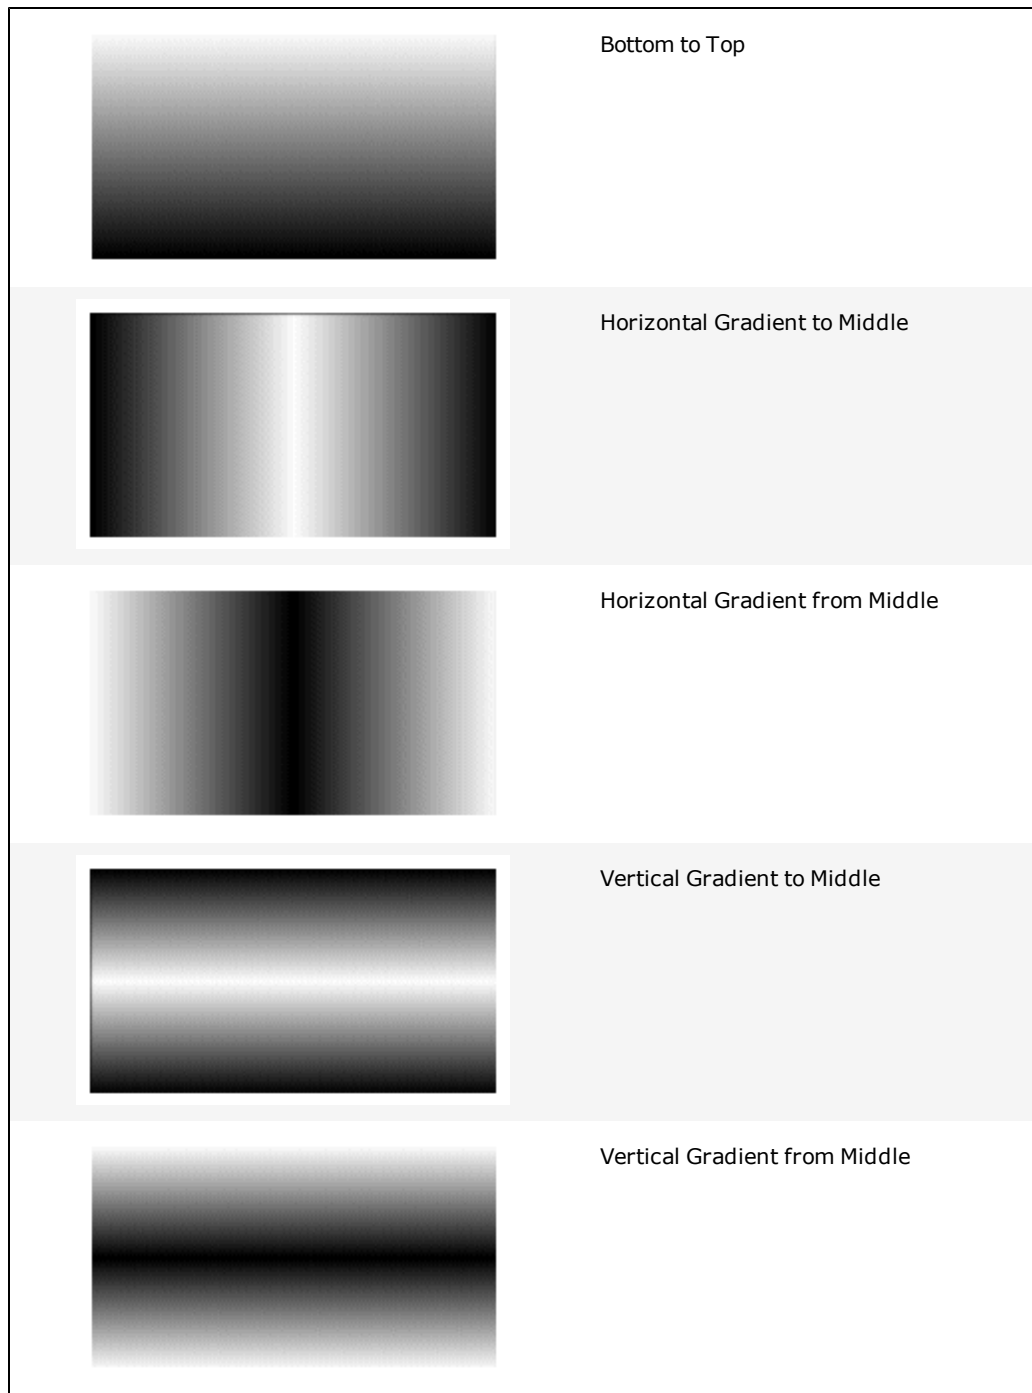 Bottom to Top
Horizontal Gradient to Middle
Horizontal Gradient from Middle
Vertical Gradient to Middle
Vertical Gradient from Middle